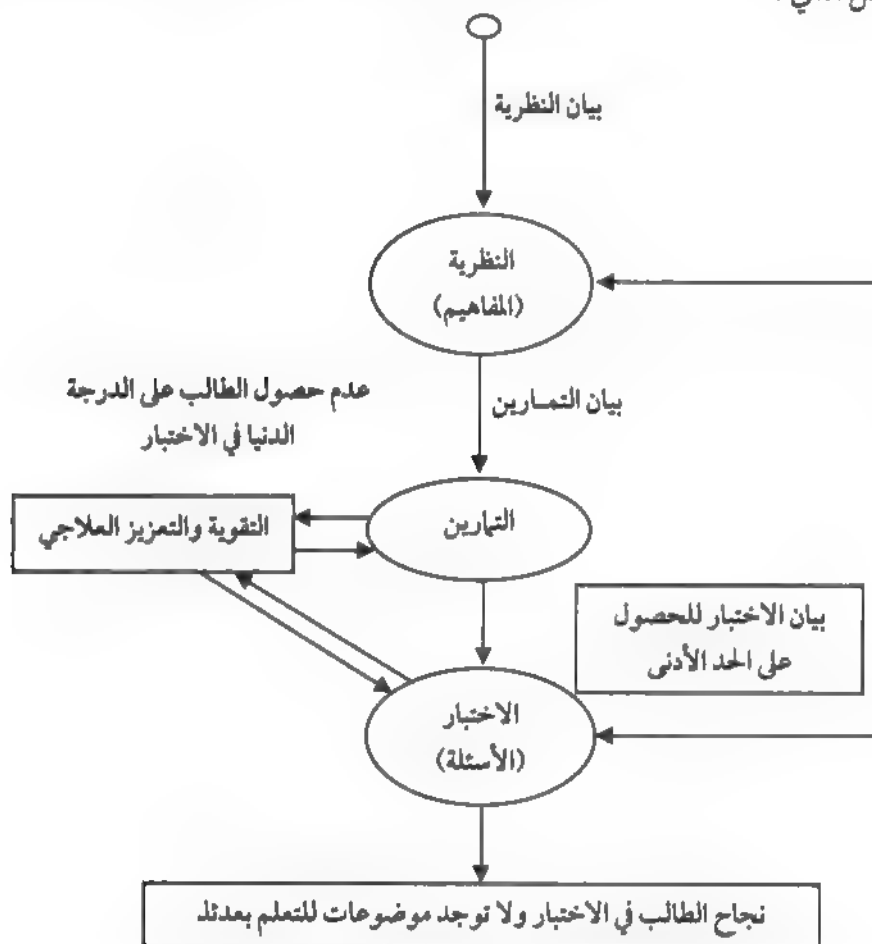 بيان النظرية
النظرية
(المفاهيم)
بيان التمـارين
عدم حصول الطالب على الدرجة
الدنيا في الاختبار
التمارين
التقوية والتعزيز العلاجي
بيان الاختبار للحصول
على الحد الأدنى
الاختبار
(الأسئلة)
نجاح الطالب في الاختبار ولا توجد موضوعات للتعلم بعدئذ